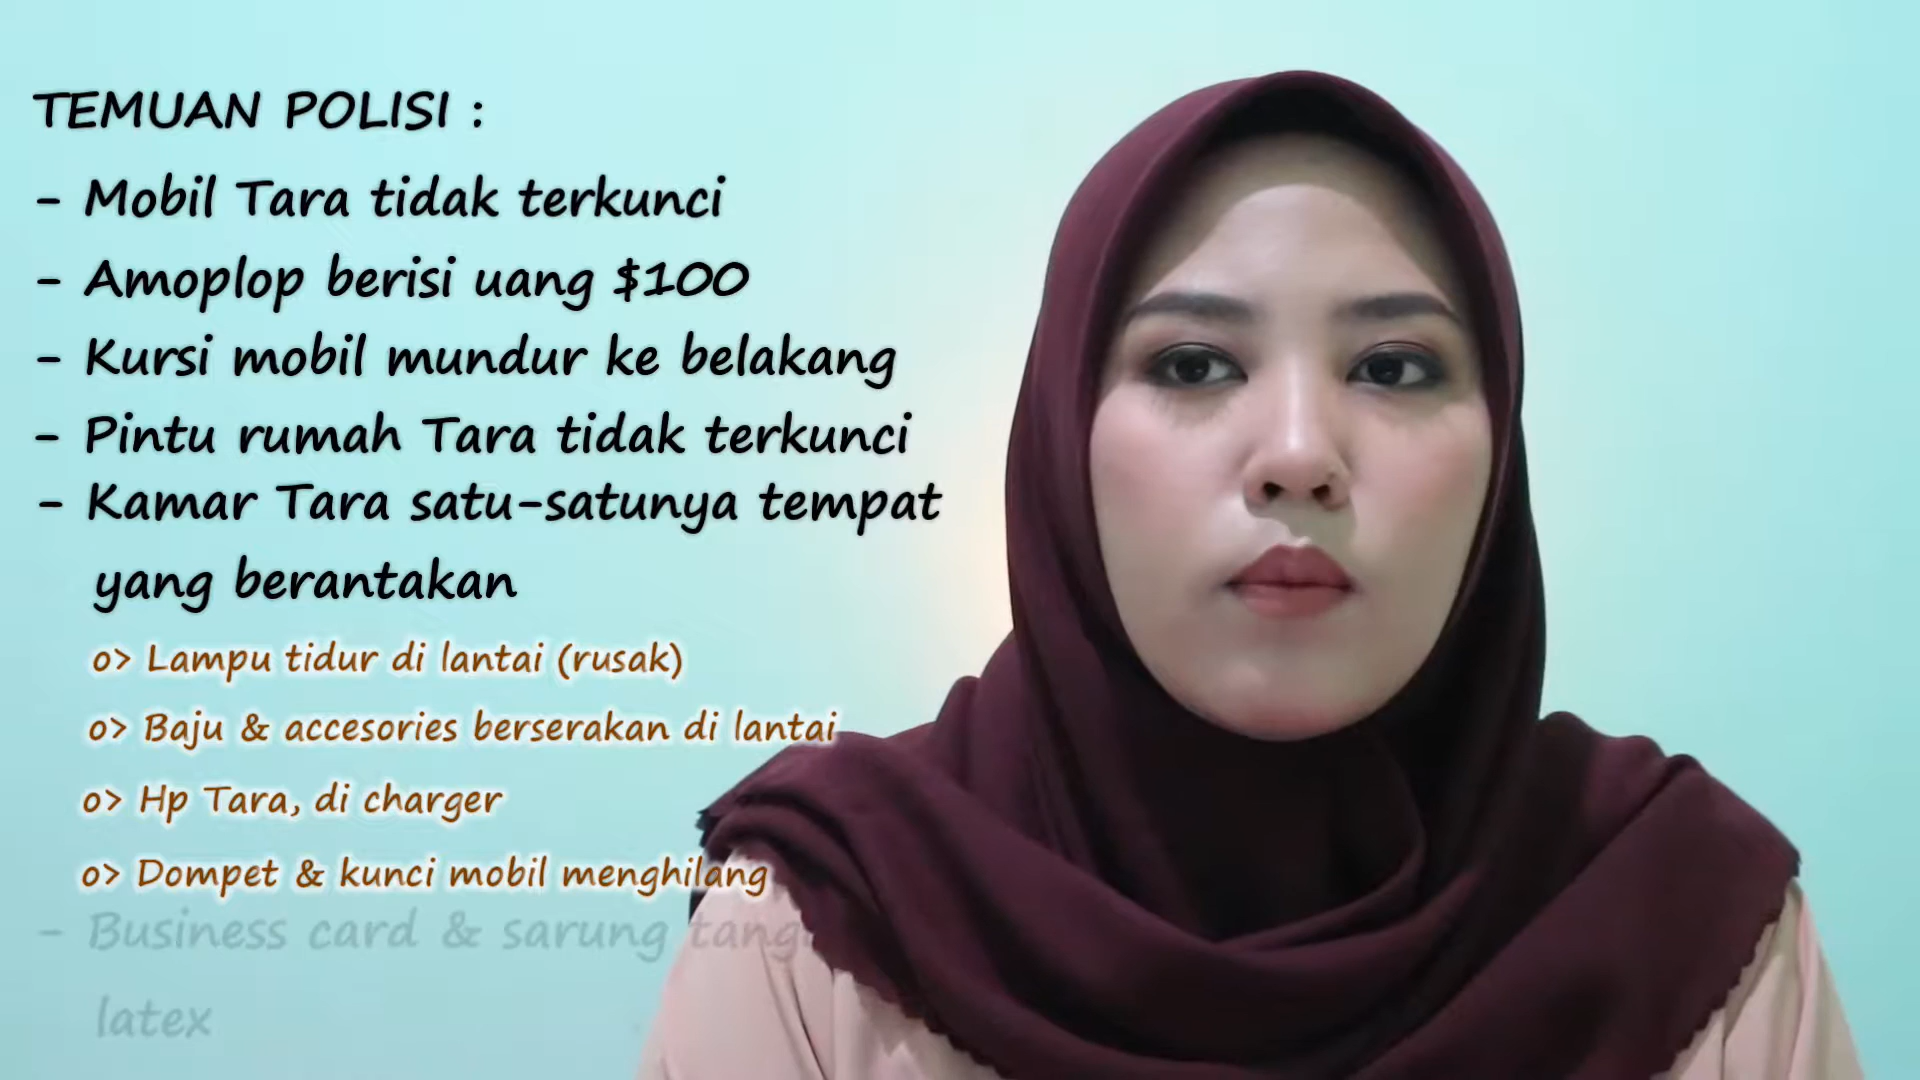 TEMUAN POLISI :
- Mobil Tara tidak terkunci
- Amoplop berisi uang $100
- Kursi mobil mundur ke belakang
- Pintu rumah Tara tidak terkunci
- Kamar Tara satu-satunya tempat
yang berantakan
o> Lampu tidur di lantai (rusak)
o> Baju & accesories berserakan di lantai
o> Hp Tara, di charger
o> Dompet & kunci mobil menghilang
- Business card & sarung
latex